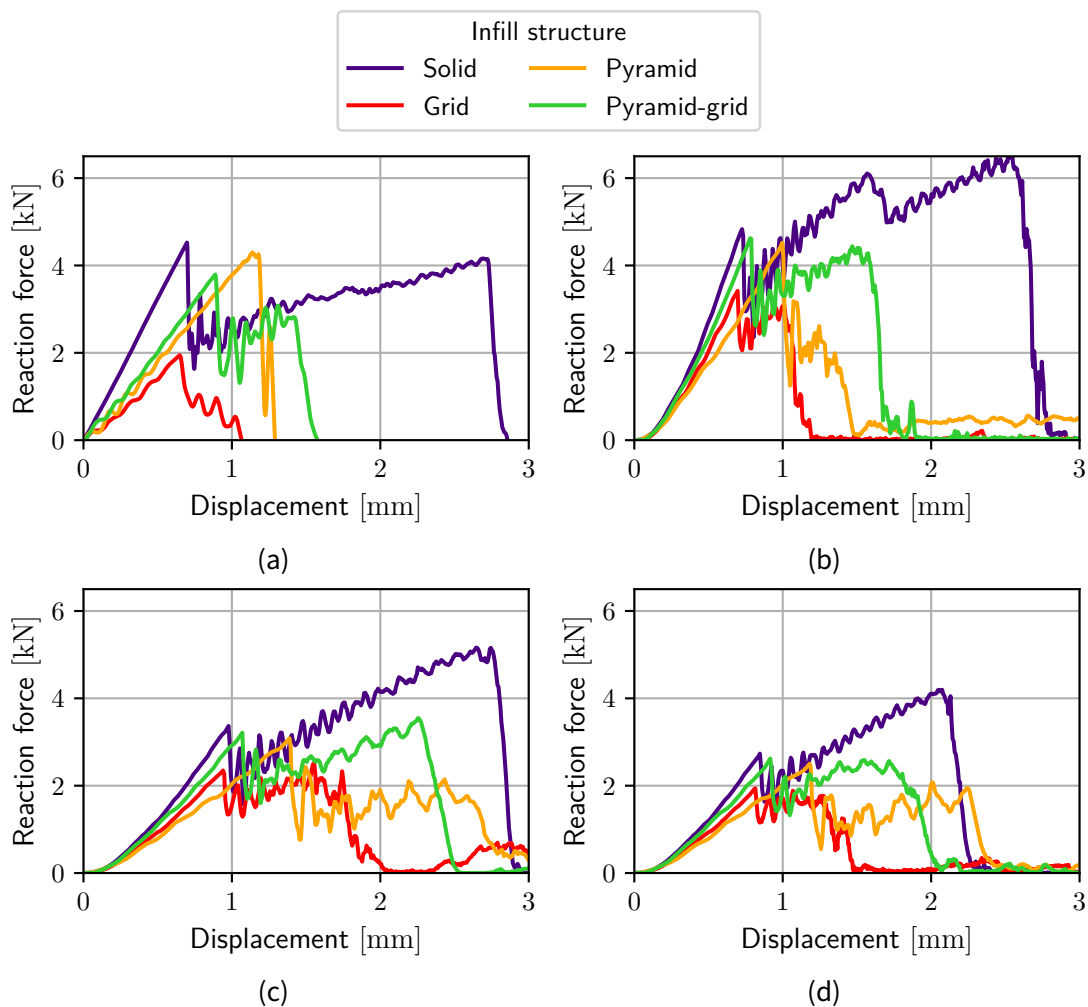 Infill structure
Solid Pyramid
Grid Pyramid-grid
6
4
2
0
Reaction force [kN]
0 1 2 3
Displacement [mm]
(a)
6
4
2
0
Reaction force [kN]
0 1 2 3
Displacement [mm]
(b)
6
4
2
0
Reaction force [kN]
0 1 2 3
Displacement [mm]
(c)
6
4
2
0
Reaction force [kN]
0 1 2 3
Displacement [mm]
(d)